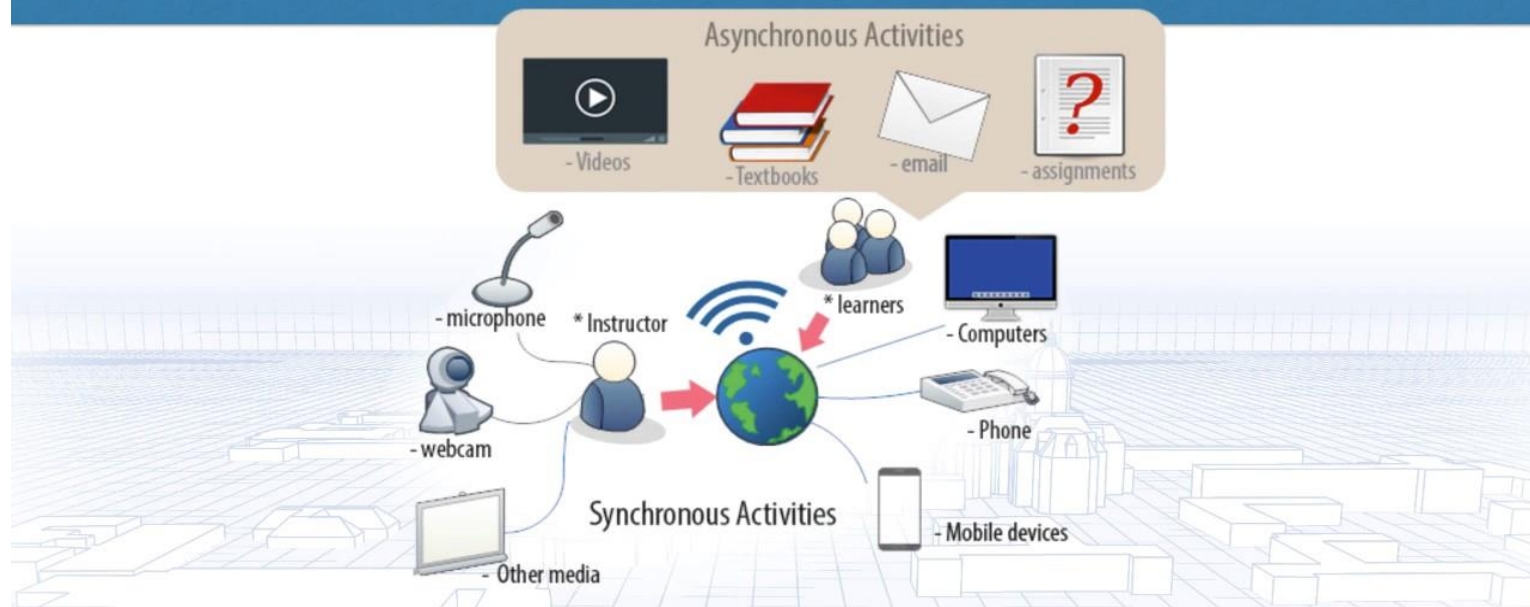 Asynchronous Activities
- Videos
- Textbooks
- email
- assignments
- microphone
* Instructor
* learners
- Computers
- webcam
- Phone
Synchronous Activities
- Mobile devices
- Other media